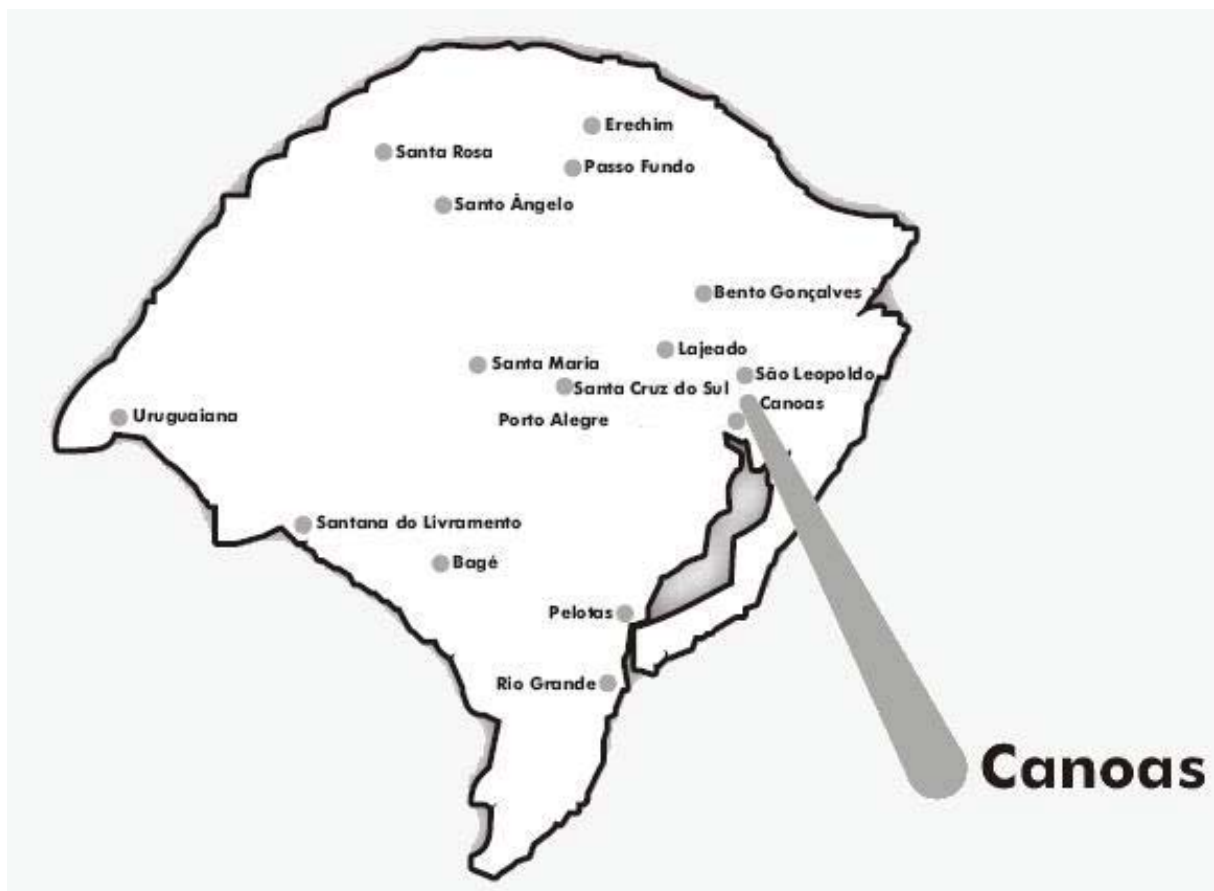 Erechim
Santa Rosa
Passo Fundo
Santo Ângelo
Bento Gonçalves
Lajeado
Santa Maria
São Leopoldo
Santa Cruz do Sul
Canoas
Uruguaiana
Porto Alegre
Santana do Livramento
Bagé
Pelotas
Rio Grande
Canoas